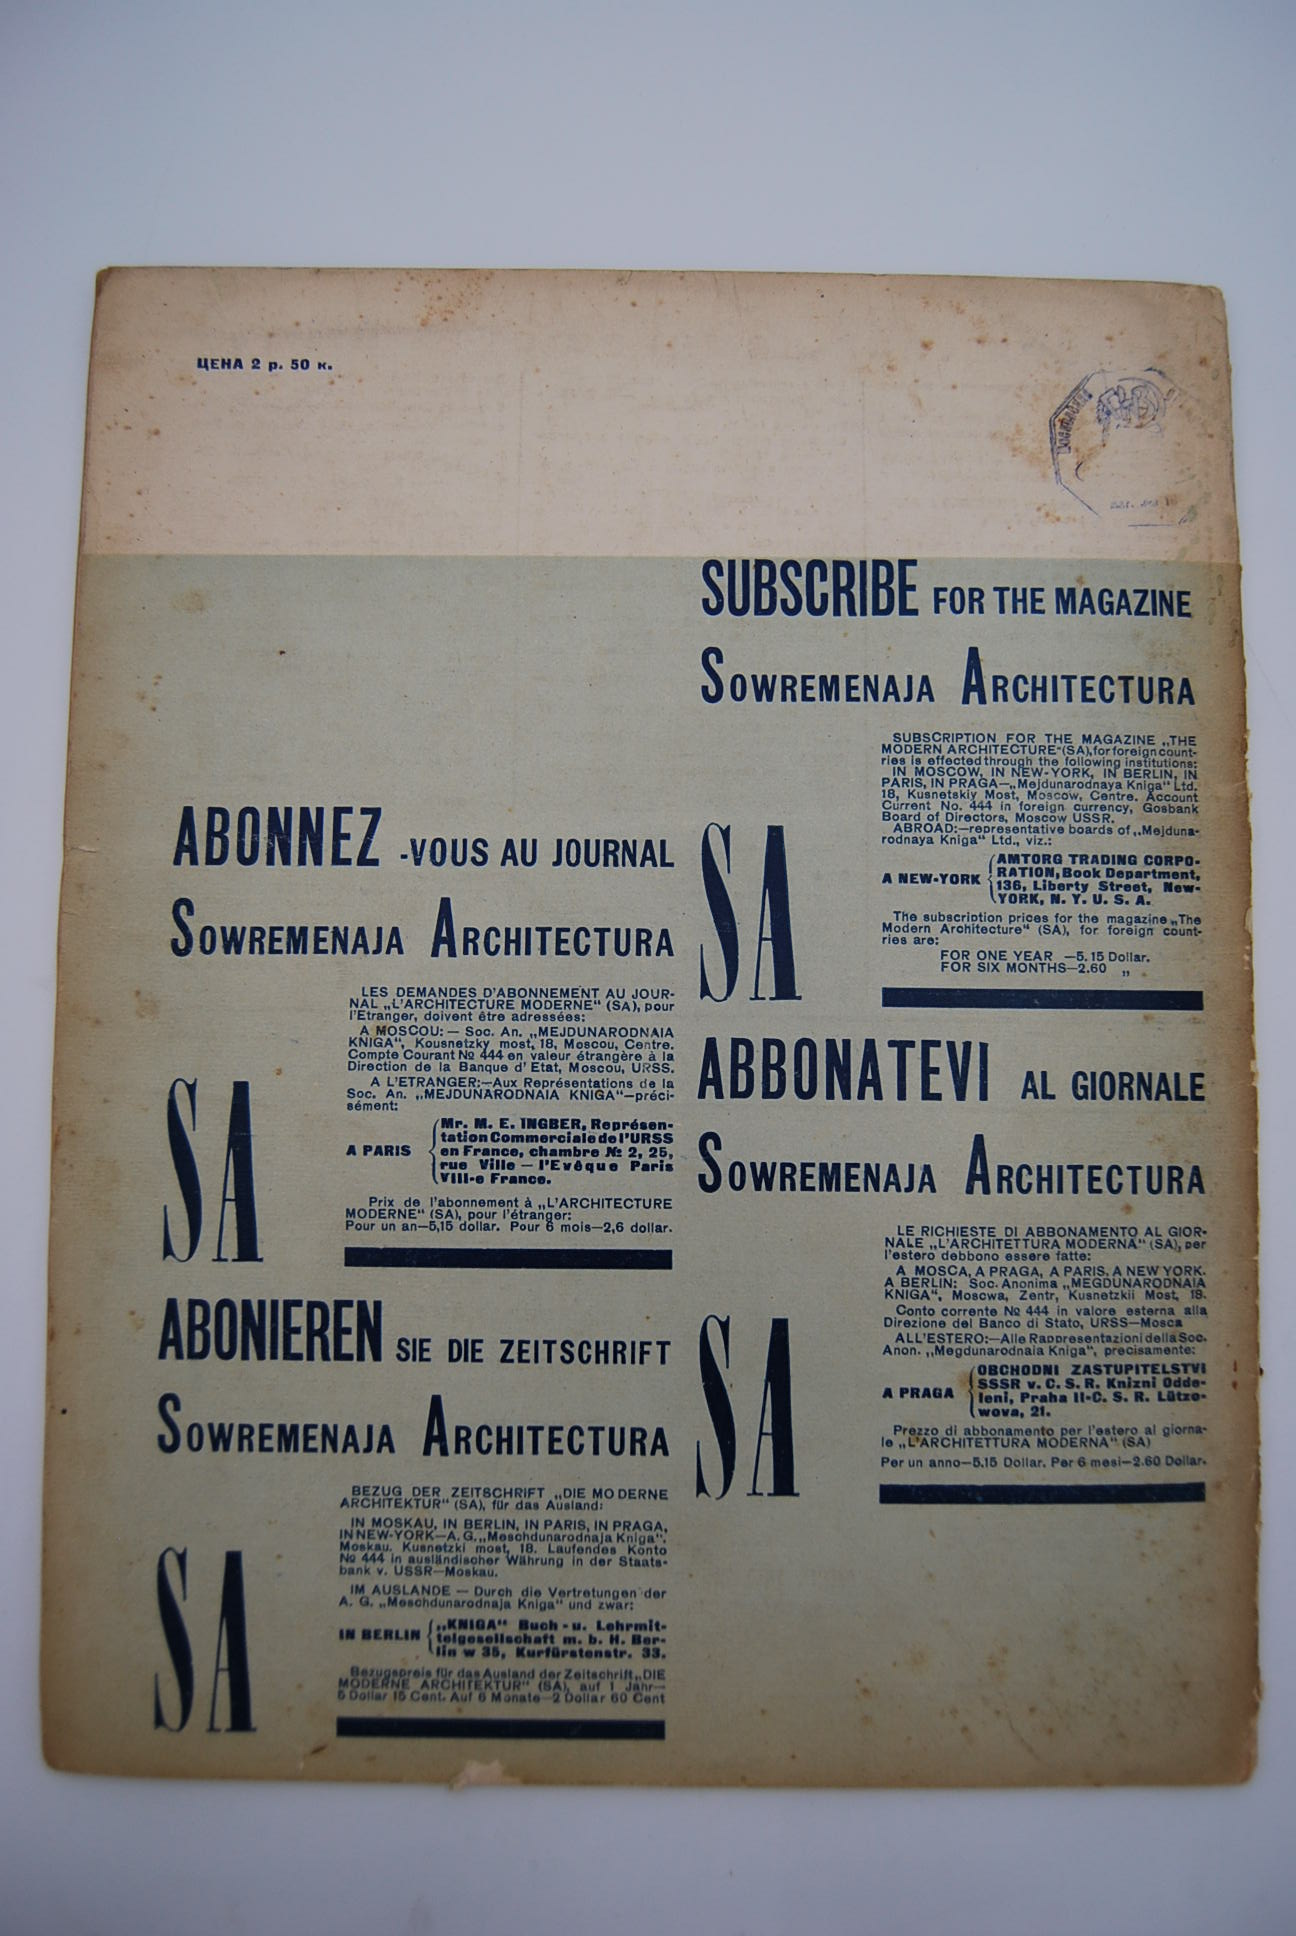 ЦЕНА 2 р. 50 к.
ABONNEZ -VOUS AU JOURNAL
SOWREMENAJA ARCHITECTURA
LES DEMANDES D'ABONNEMENT AU JOUR-
NAL „L'ARCHITECTURE MODERNE“ (SA), pour
l'Etranger, doivent être adressées:
A MOSCOU: — Soc. An. „MEJDUNARODNAIA
KNIGA“, Kousnetzky most, 18, Moscou, Centre.
Compte Courant № 444 en valeur étrangère à la
Direction de la Banque d'Etat, Moscou, URSS.
A L'ETRANGER:—Aux Représentations de la
Soc. An. „MEJDUNARODNAIA KNIGA“—préci-
sément:
A PARIS
Mr. M. E. INGBER, Représen-
tation Commerciale de l'URSS
en France, chambre № 2, 25,
rue Ville — l'Evêque Paris
VIII-e France.
Prix de l'abonnement à „L'ARCHITECTURE
MODERNE“ (SA), pour l'étranger:
Pour un an—5,15 dollar. Pour 6 mois—2,6 dollar.
SA
ABONIEREN SIE DIE ZEITSCHRIFT
SOWREMENAJA ARCHITECTURA
BEZUG DER ZEITSCHRIFT „DIE MODERNE
ARCHITEKTUR“ (SA), für das Ausland:
IN MOSKAU, IN BERLIN, IN PARIS, IN PRAGA,
IN NEW-YORK—A. G. „Meschdunarodnaja Kniga“.
Moskau. Kusnetzki most, 18. Laufendes Konto
№ 444 in ausländischer Währung in der Staats-
bank v. USSR—Moskau.
IM AUSLANDE — Durch die Vertretungen der
A. G. „Meschdunarodnaja Kniga“ und zwar:
IN BERLIN
„KNIGA“ Buch - u. Lehrmit-
telgesellschaft m. b. H. Ber-
lin w 35, Kurfürstenstr. 33.
Bezugspreis für das Ausland der Zeitschrift „DIE
MODERNE ARCHITEKTUR“ (SA), auf 1 Jahr—
5 Dollar 15 Cent. Auf 6 Monate—2 Dollar 60 Cent
SA
SUBSCRIBE FOR THE MAGAZINE
SOWREMENAJA ARCHITECTURA
SUBSCRIPTION FOR THE MAGAZINE „THE
MODERN ARCHITECTURE“ (SA), for foreign count-
ries is effected through the following institutions:
IN MOSCOW, IN NEW-YORK, IN BERLIN, IN
PARIS, IN PRAGA—„Mejdunarodnaya Kniga“ Ltd.
18, Kusnetskiy Most, Moscow, Centre. Account
Current No. 444 in foreign currency, Gosbank
Board of Directors, Moscow USSR.
ABROAD:—representative boards of „Mejduna-
rodnaya Kniga“ Ltd., viz.:
A NEW-YORK
AMTORG TRADING CORPO-
RATION, Book Department,
136, Liberty Street, New-
YORK, N. Y. U. S. A.
The subscription prices for the magazine „The
Modern Architecture“ (SA), for foreign count-
ries are:
FOR ONE YEAR —5.15 Dollar.
FOR SIX MONTHS—2.60 „
SA
ABBONATEVI AL GIORNALE
SOWREMENAJA ARCHITECTURA
LE RICHIESTE DI ABBONAMENTO AL GIOR-
NALE „L'ARCHITETTURA MODERNA“ (SA), per
l'estero debbono essere fatte:
A MOSCA, A PRAGA, A PARIS, A NEW YORK.
A BERLIN: Soc. Anonima „MEGDUNARODNAIA
KNIGA“, Moscwa, Zentr, Kusnetzkii Most, 18.
Conto corrente № 444 in valore esterna alla
Direzione del Banco di Stato, URSS—Mosca
ALL'ESTERO:—Alle Rappresentazioni della Soc.
Anon. „Megdunarodnaia Kniga“, precisamente:
A PRAGA
OBCHODNI ZASTUPITELSTVI
SSSR v. C. S. R. Knizni Odde-
leni, Praha II-C. S. R. Lützo-
wova, 21.
Prezzo di abbonamento per l'estero al giorna-
le „L'ARCHITETTURA MODERNA“ (SA)
Per un anno—5.15 Dollar. Per 6 mesi—2.60 Dollar.
SA